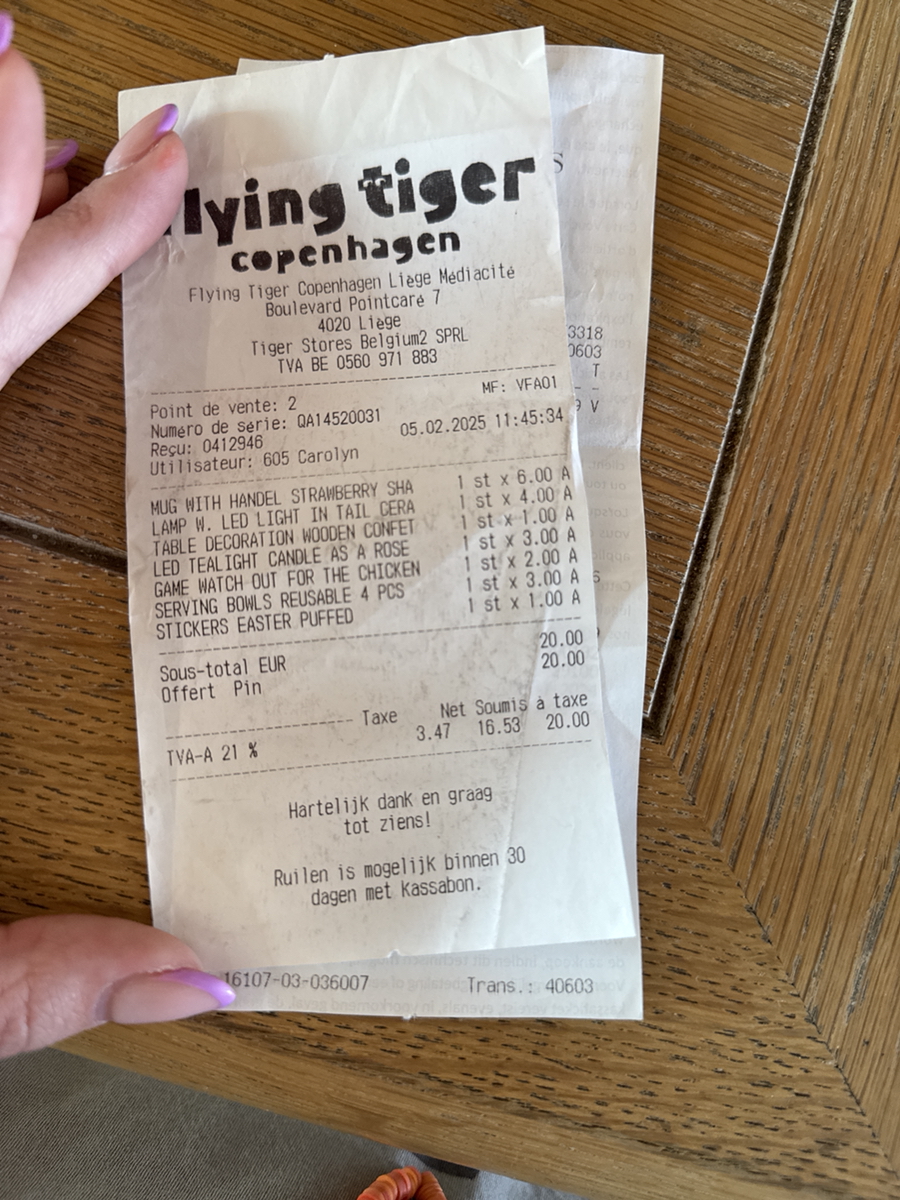 flying tiger
copenhagen
Flying Tiger Copenhagen Liège Médiacité
Boulevard Pointcaré 7
4020 Liège
Tiger Stores Belgium2 SPRL
TVA BE 0560 971 883
MF: VFA01
Point de vente: 2
Numéro de série: QA14520031
Reçu: 0412946 05.02.2025 11:45:34
Utilisateur: 605 Carolyn
MUG WITH HANDEL STRAWBERRY SHA 1 st x 6.00 A
LAMP W. LED LIGHT IN TAIL CERA 1 st x 4.00 A
TABLE DECORATION WOODEN CONFET 1 st x 1.00 A
LED TEALIGHT CANDLE AS A ROSE 1 st x 3.00 A
GAME WATCH OUT FOR THE CHICKEN 1 st x 2.00 A
SERVING BOWLS REUSABLE 4 PCS 1 st x 3.00 A
STICKERS EASTER PUFFED 1 st x 1.00 A
Sous-total EUR 20.00
Offert Pin 20.00
Taxe Net Soumis à taxe
TVA-A 21 % 3.47 16.53 20.00
Hartelijk dank en graag
tot ziens!
Ruilen is mogelijk binnen 30
dagen met kassabon.
S
3318
0603
T
9 V
16107-03-036007 Trans.: 40603